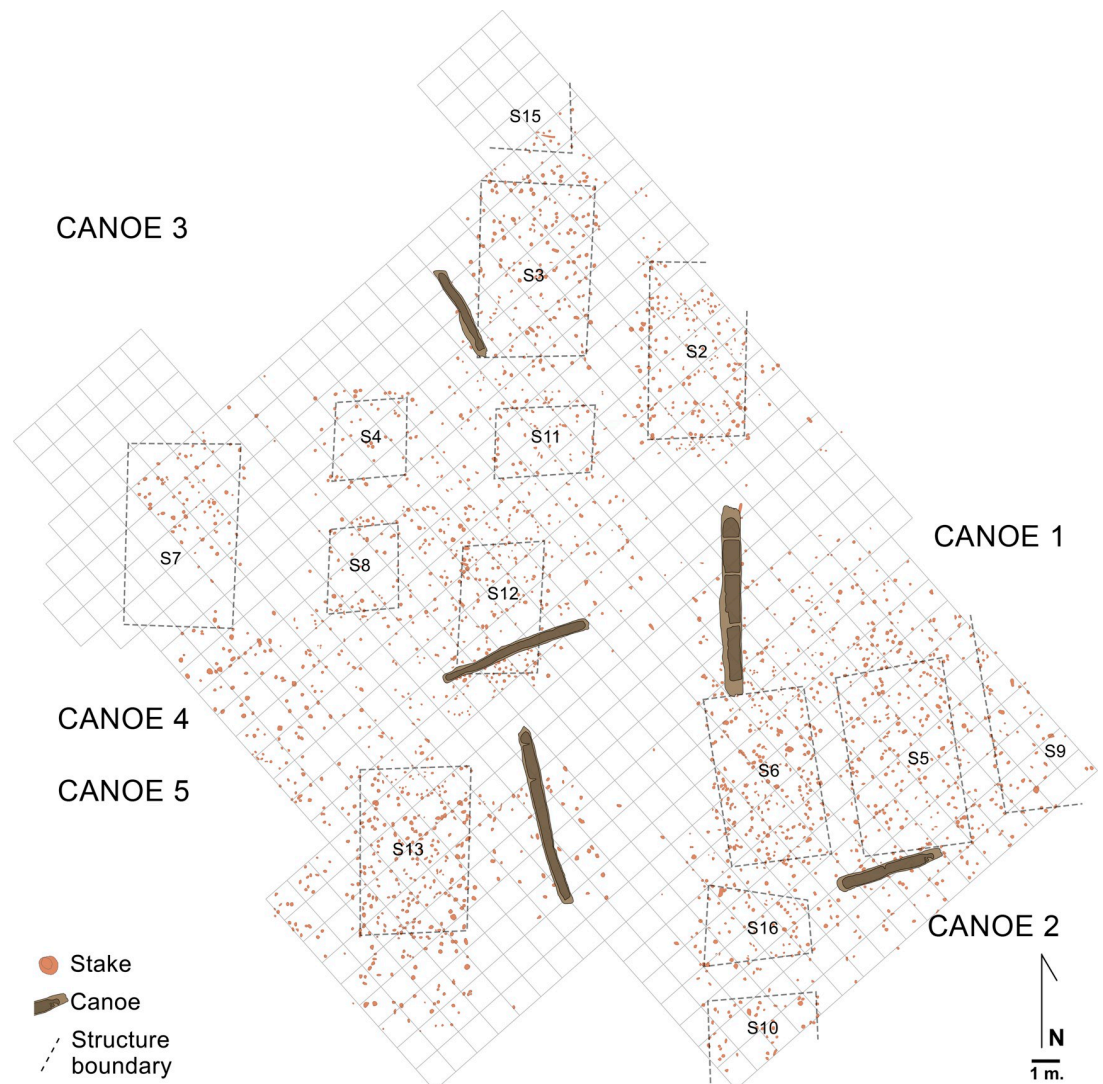 S15
CANOE 3
S3
S2
S4
S11
CANOE 1
S7
S8
S12
CANOE 4
S9
S5
S6
CANOE 5
S13
CANOE 2
S16
Stake
Canoe
S10
Structure
boundary
N
1 m.